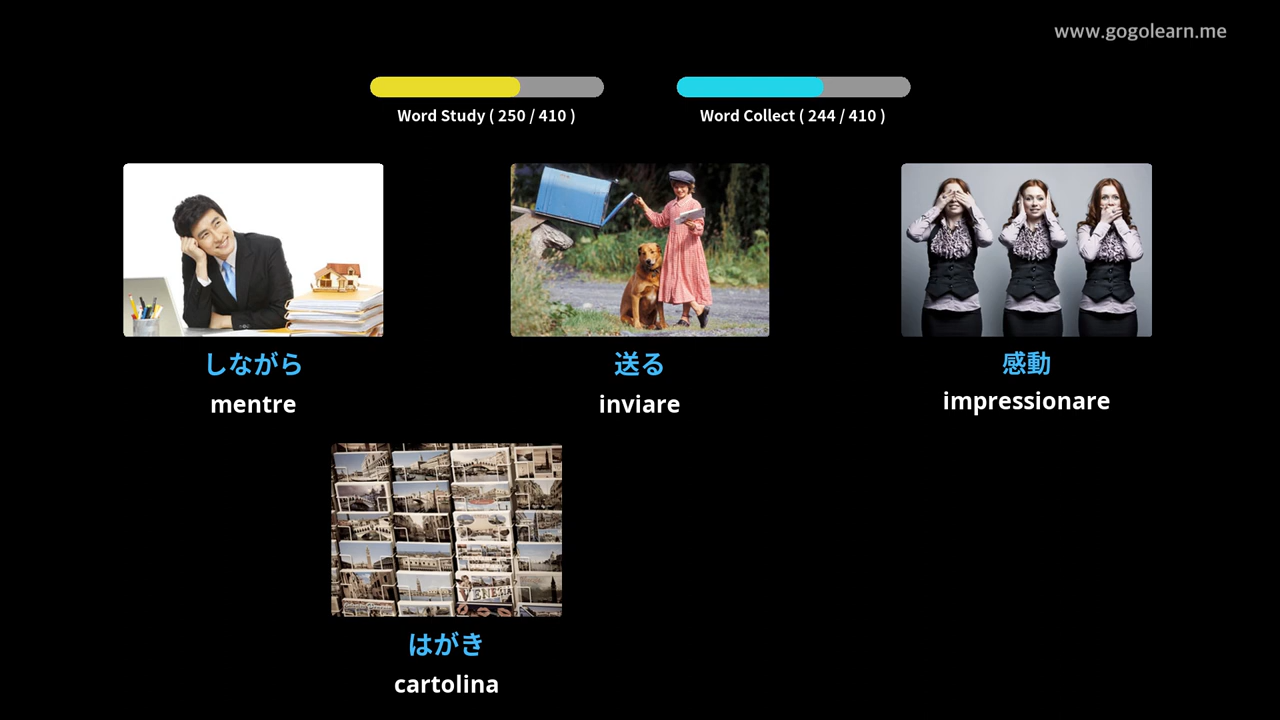 www.gogolearn.me
Word Study ( 250 / 410 )
Word Collect ( 244 / 410 )
しながら
mentre
送る
inviare
感動
impressionare
VENEZIA
はがき
cartolina